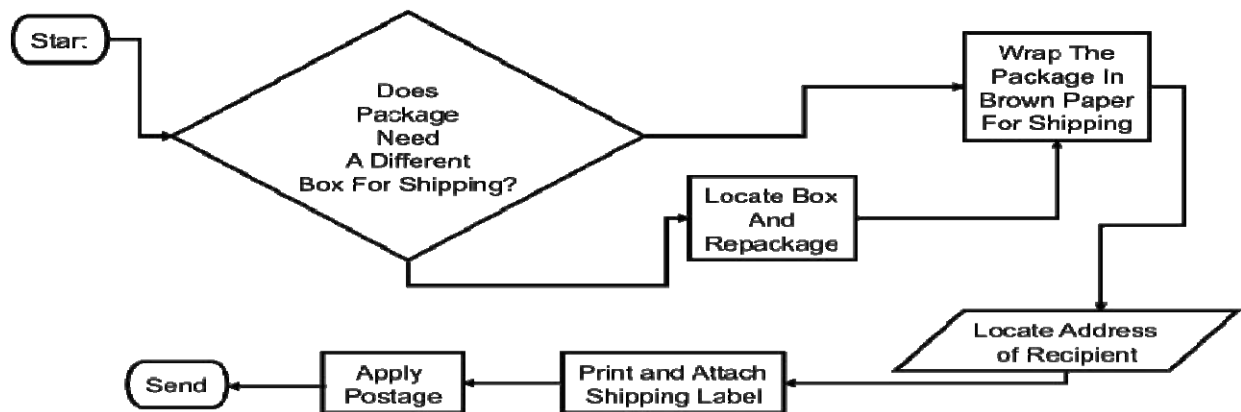 Start
Does
Package
Need
A Different
Box For Shipping?
Wrap The
Package In
Brown Paper
For Shipping
Locate Box
And
Repackage
Locate Address
of Recipient
Print and Attach
Shipping Label
Apply
Postage
Send